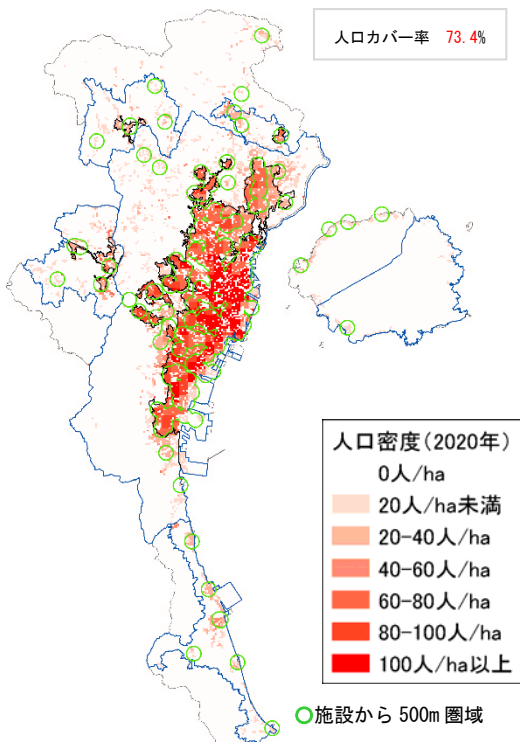 人口カバー率 73.4%
人口密度(2020年)
0人/ha
20人/ha未満
20-40人/ha
40-60人/ha
60-80人/ha
80-100人/ha
100人/ha以上
施設から500m圏域